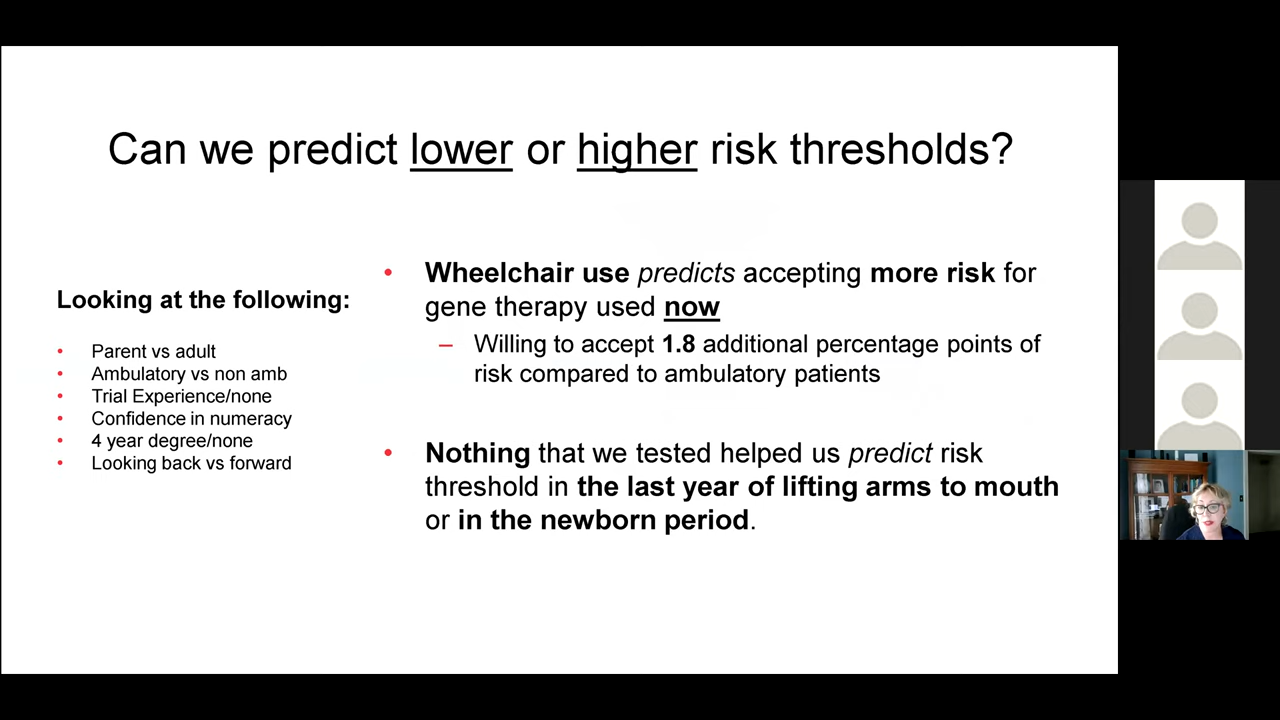 Can we predict lower or higher risk thresholds?
Looking at the following:
• Parent vs adult
• Ambulatory vs non amb
• Trial Experience/none
• Confidence in numeracy
• 4 year degree/none
• Looking back vs forward
• Wheelchair use predicts accepting more risk for
gene therapy used now
– Willing to accept 1.8 additional percentage points of
risk compared to ambulatory patients
• Nothing that we tested helped us predict risk
threshold in the last year of lifting arms to mouth
or in the newborn period.